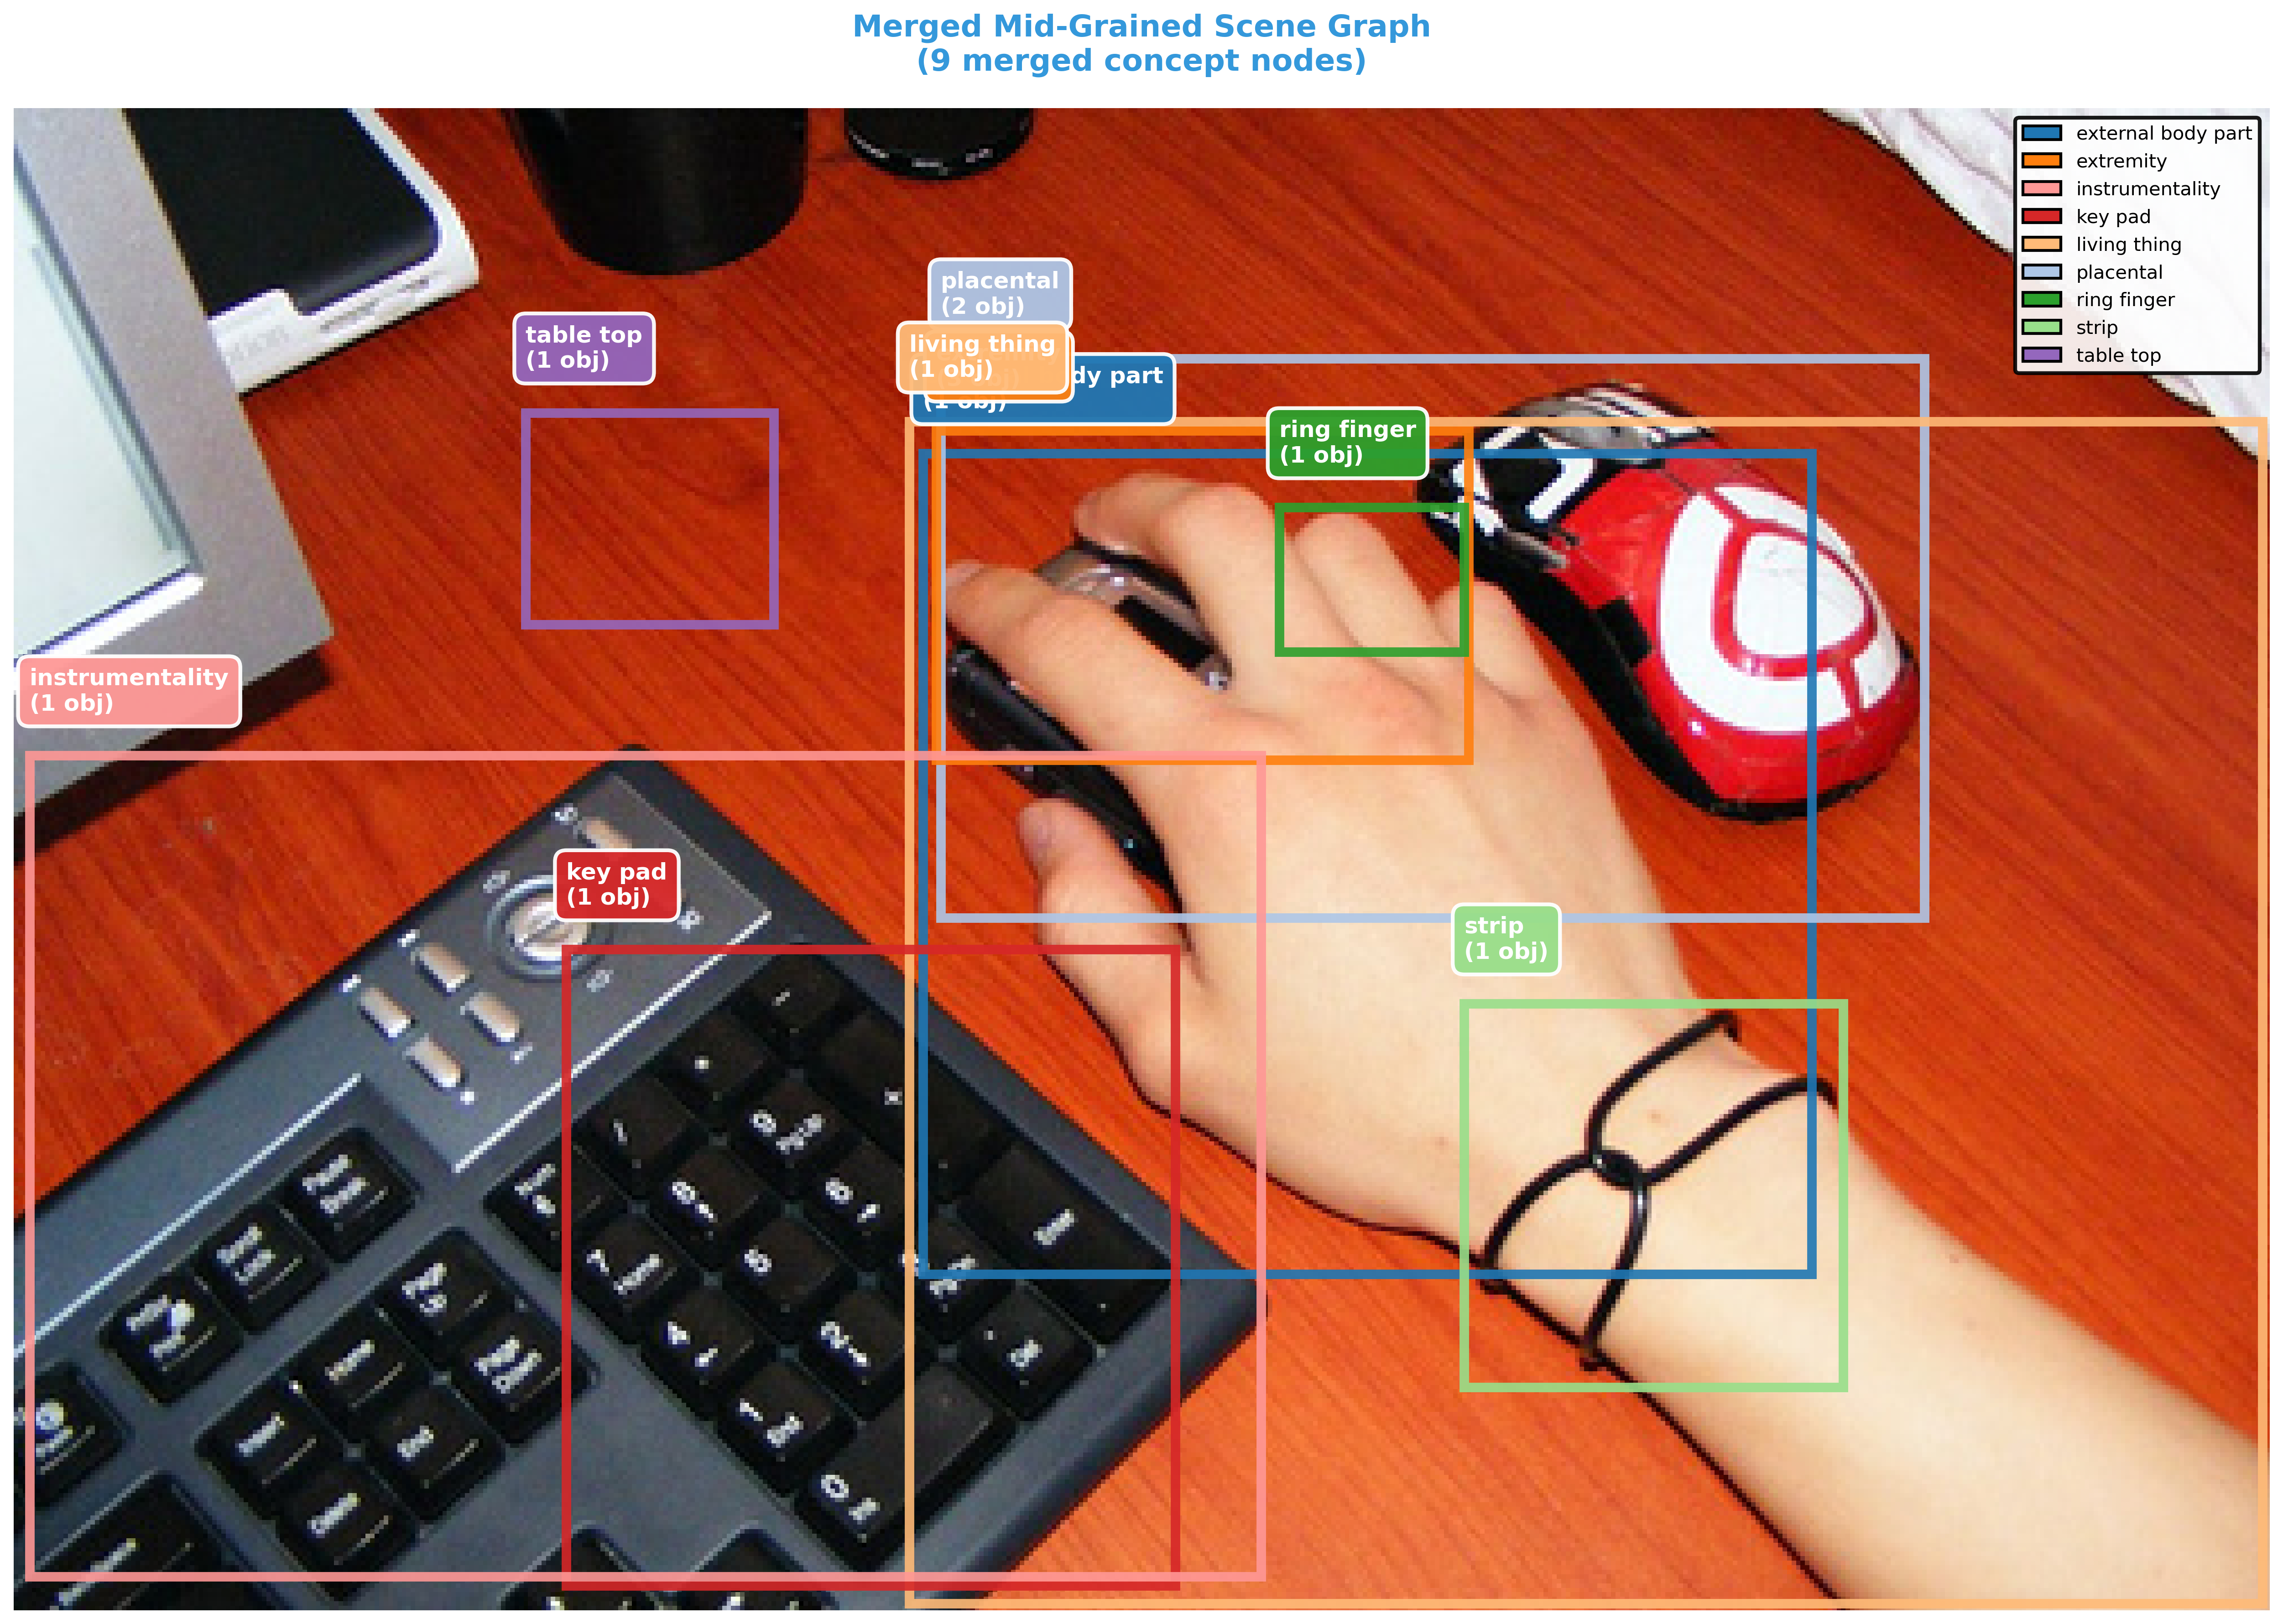 Merged Mid-Grained Scene Graph
(9 merged concept nodes)
external body part
extremity
instrumentality
key pad
living thing
placental
ring finger
strip
table top
placental
(2 obj)
table top
(1 obj)
living thing
(1 obj)
dy part
(1 obj)
ring finger
(1 obj)
instrumentality
(1 obj)
key pad
(1 obj)
strip
(1 obj)